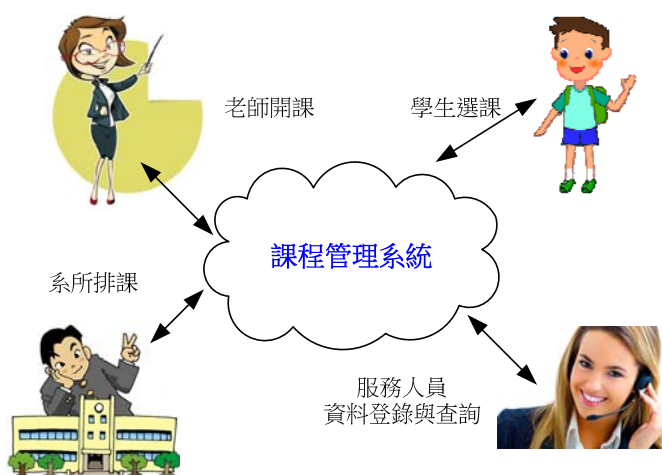 老師開課
學生選課
課程管理系統
系所排課
服務人員
資料登錄與查詢